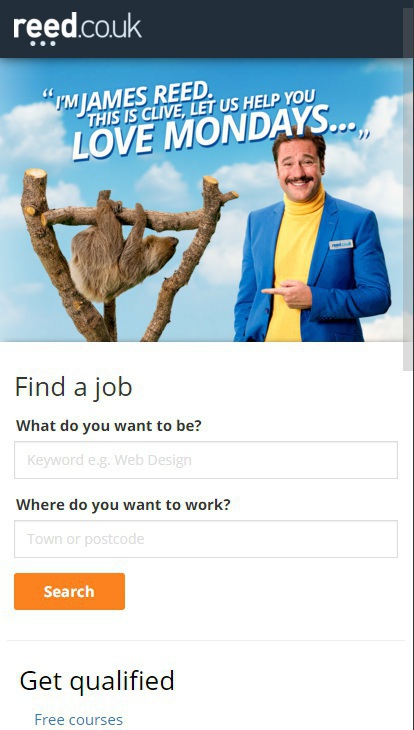 reed.co.uk
“I'M JAMES REED.
THIS IS CLIVE, LET US HELP YOU
LOVE MONDAYS...„
reed.co.uk
Find a job
What do you want to be?
Keyword e.g. Web Design
Where do you want to work?
Town or postcode
Search
Get qualified
Free courses